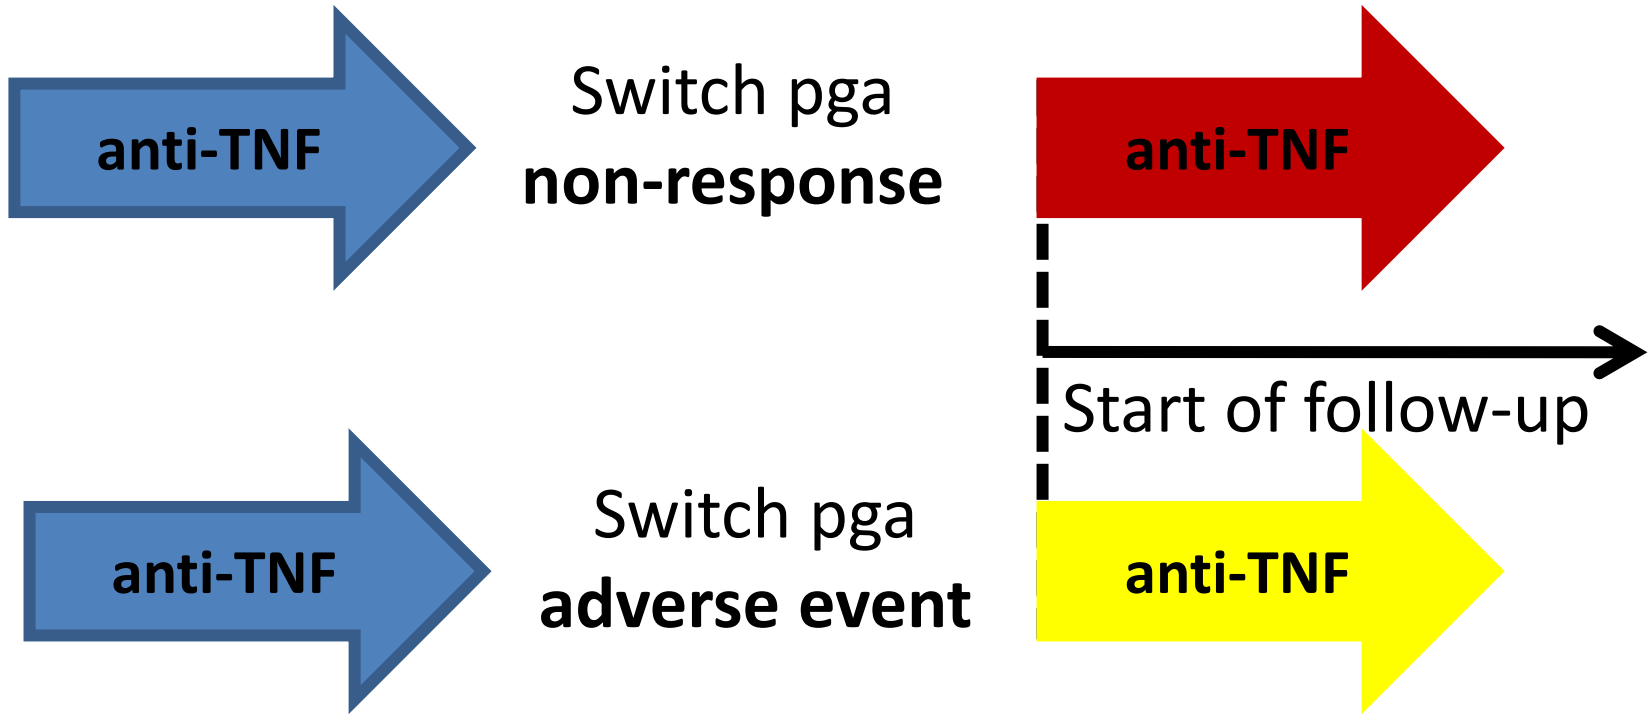 anti-TNF
Switch pga
non-response
anti-TNF
Start of follow-up
anti-TNF
Switch pga
adverse event
anti-TNF